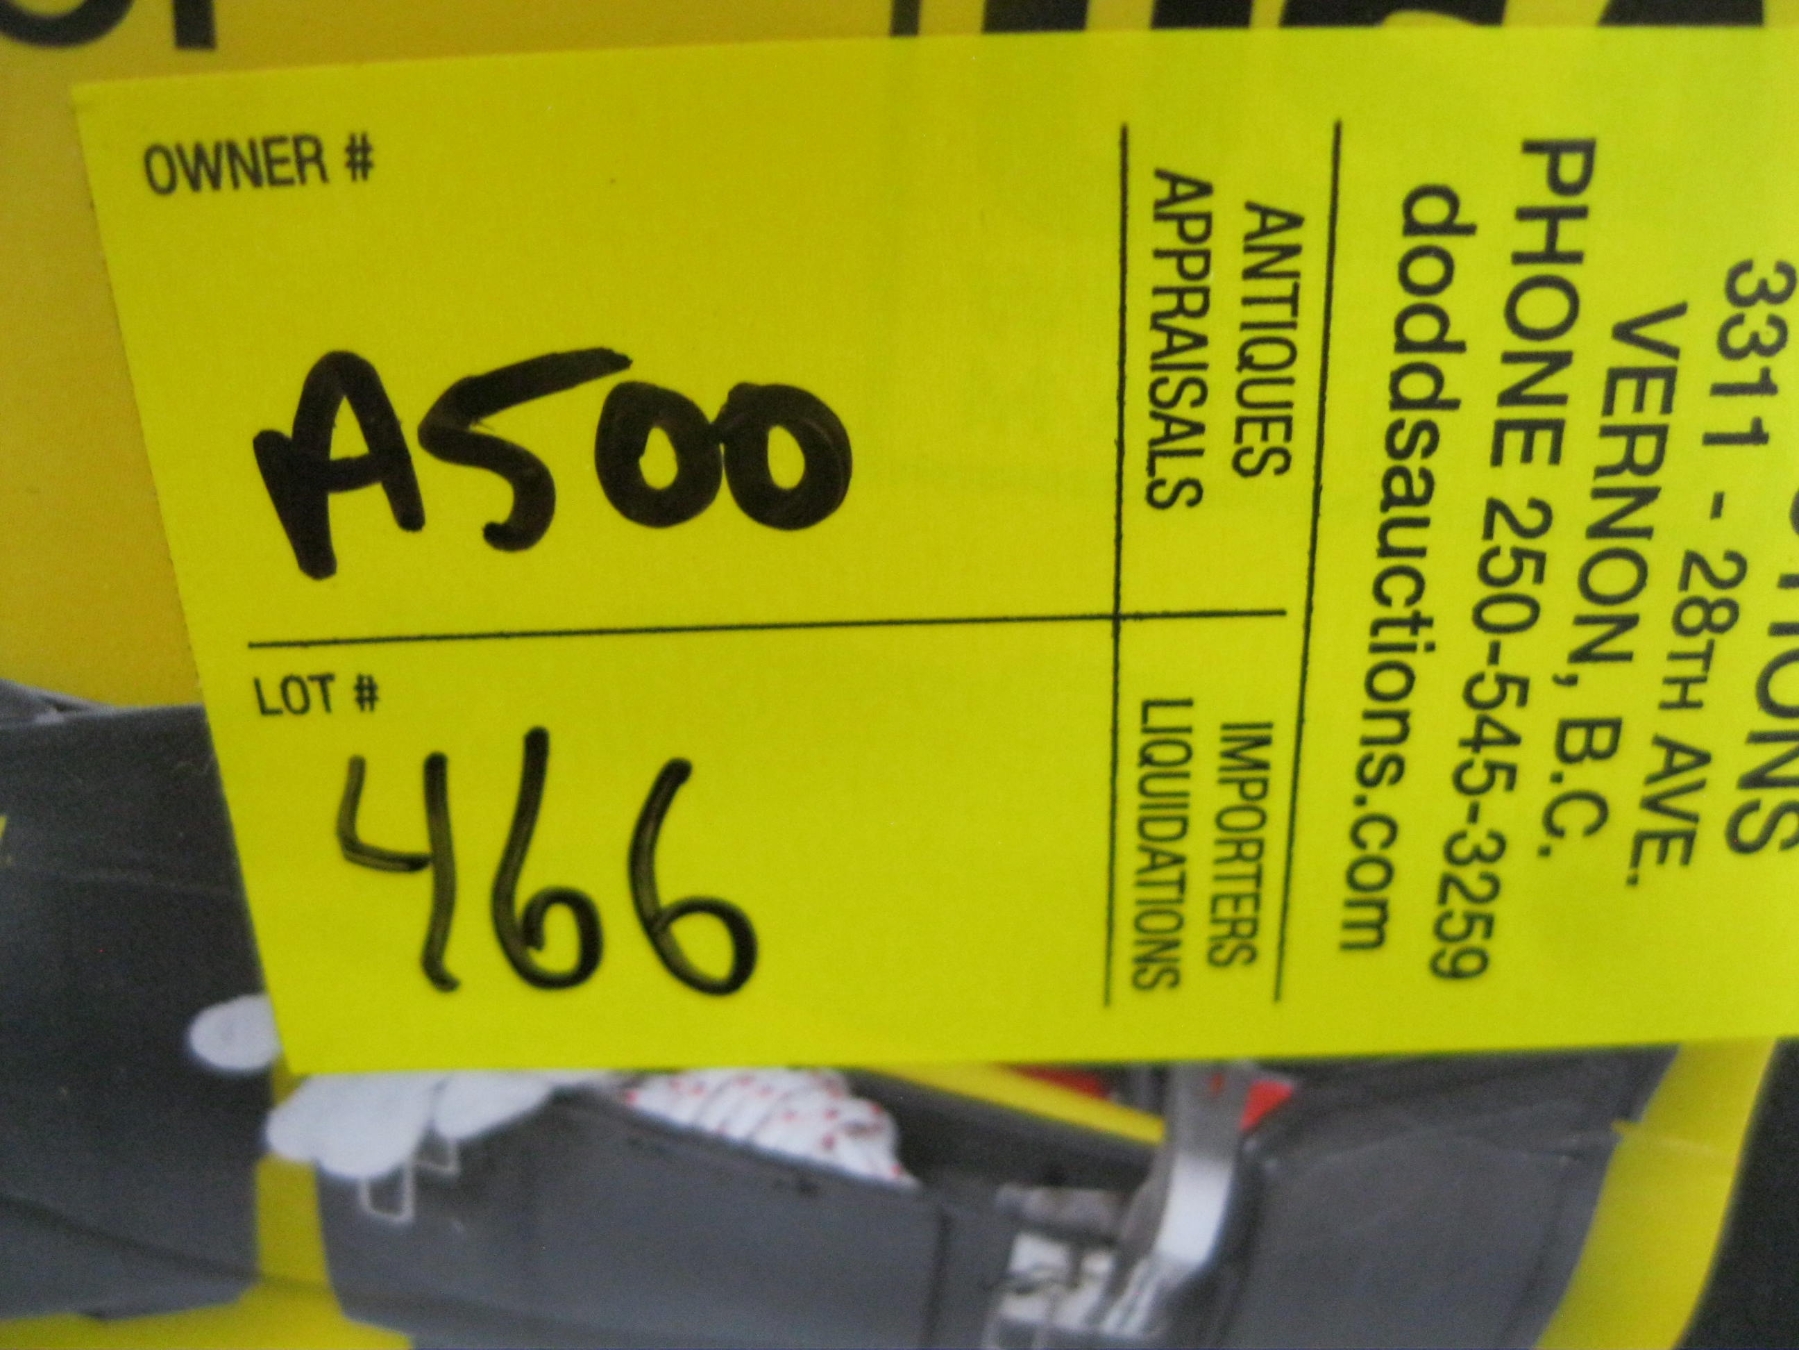 OWNER #
A500
LOT #
466
3311 - 28TH AVE.
VERNON, B.C.
PHONE 250-545-3259
doddsauctions.com
ANTIQUES
APPRAISALS
IMPORTERS
LIQUIDATIONS